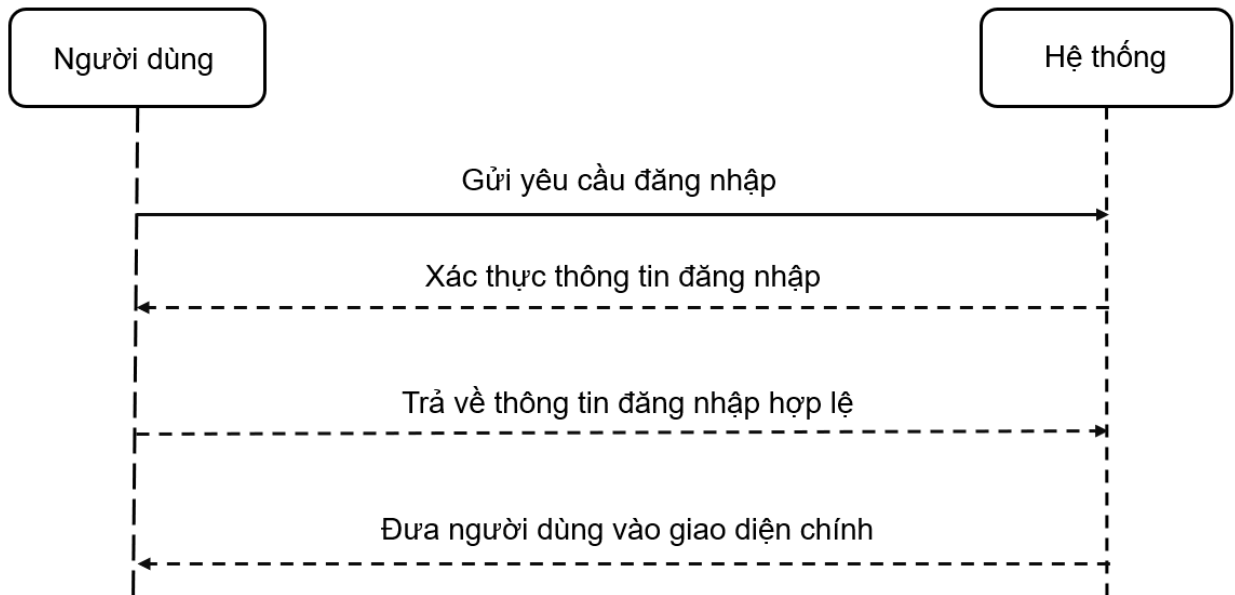 Người dùng
Hệ thống
Gửi yêu cầu đăng nhập
Xác thực thông tin đăng nhập
Trả về thông tin đăng nhập hợp lệ
Đưa người dùng vào giao diện chính